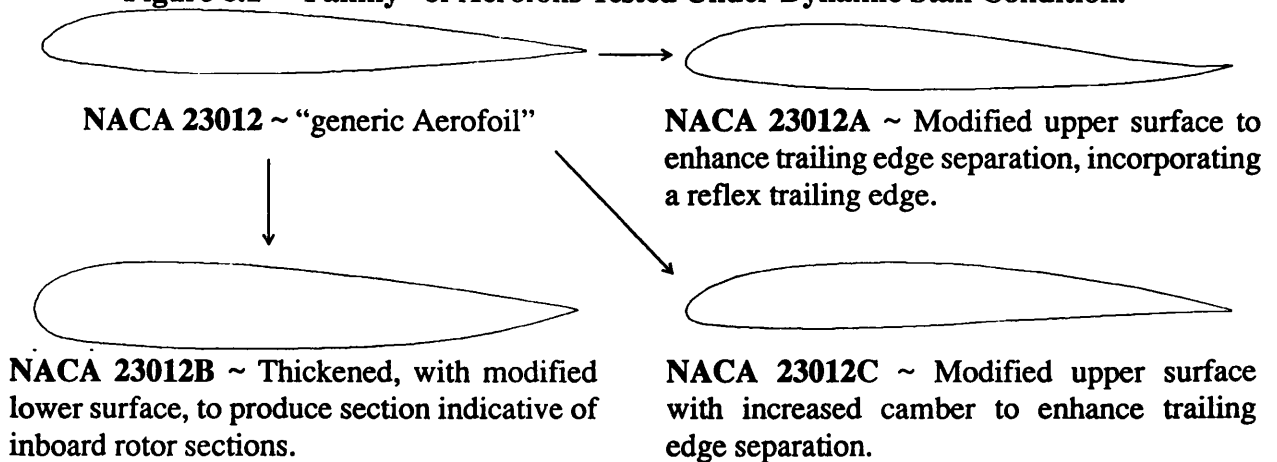 NACA 23012 ~ “generic Aerofoil”
NACA 23012A ~ Modified upper surface to
enhance trailing edge separation, incorporating
a reflex trailing edge.
NACA 23012B ~ Thickened, with modified
lower surface, to produce section indicative of
inboard rotor sections.
NACA 23012C ~ Modified upper surface
with increased camber to enhance trailing
edge separation.